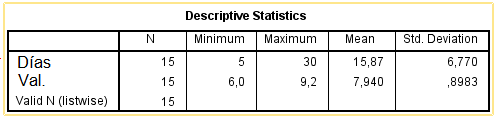 Descriptive Statistics
N Minimum Maximum Mean Std. Deviation
Días 15 5 30 15,87 6,770
Val. 15 6,0 9,2 7,940 ,8983
Valid N (listwise) 15